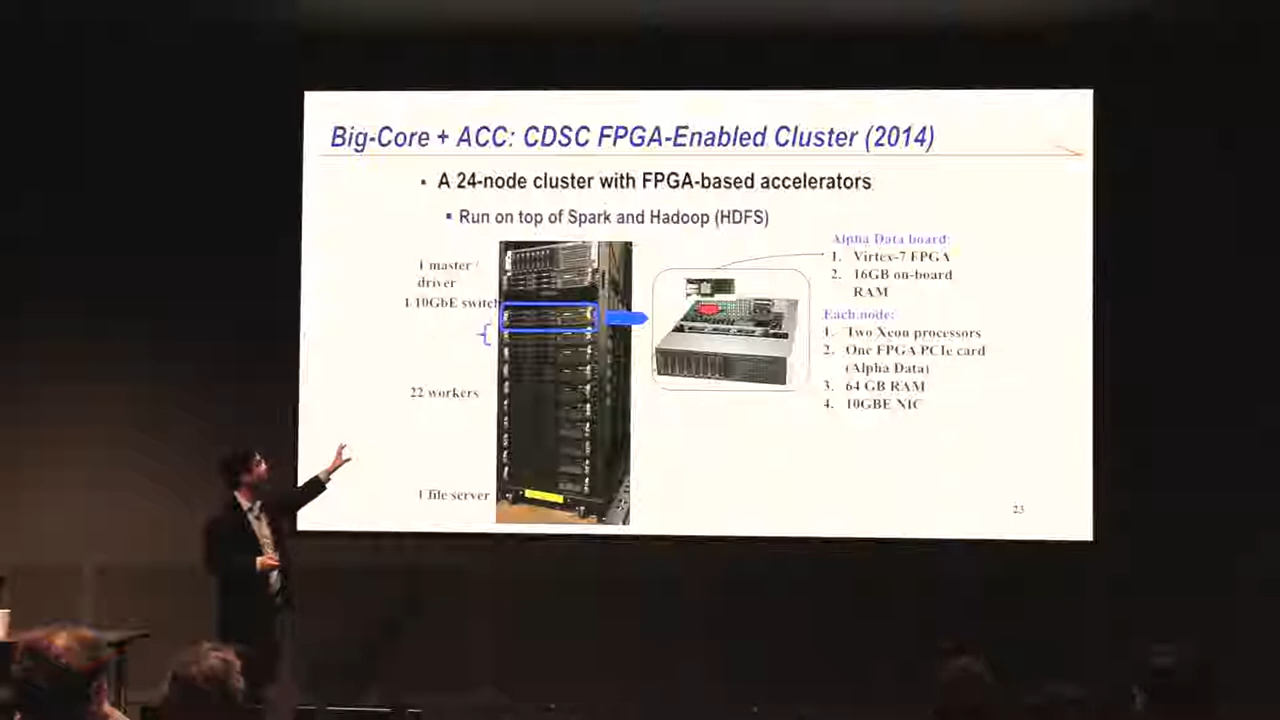 Big-Core + ACC: CDSC FPGA-Enabled Cluster (2014)
▪ A 24-node cluster with FPGA-based accelerators
▪ Run on top of Spark and Hadoop (HDFS)
1 master /
driver
1 10GbE switch
22 workers
1 file server
Alpha Data board:
1. Virtex-7 FPGA
2. 16GB on-board
RAM
Each node:
1. Two Xeon processors
2. One FPGA PCIe card
(Alpha Data)
3. 64 GB RAM
4. 10GBE NIC
23